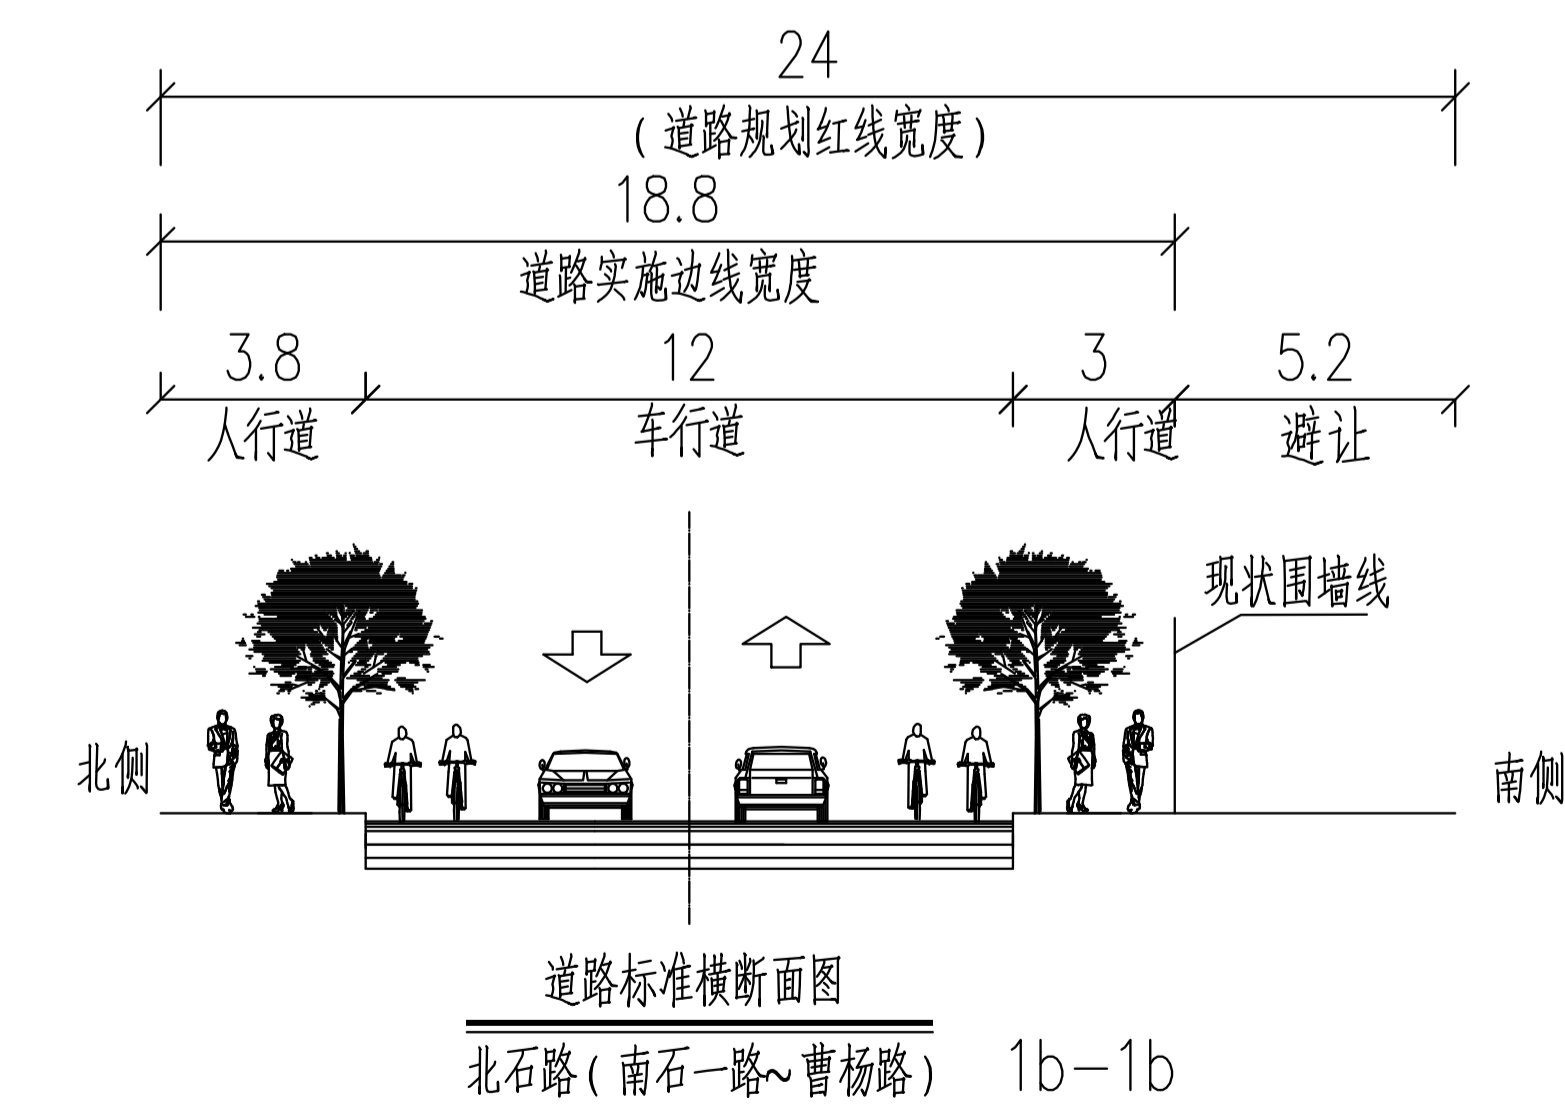 24
(道路规划红线宽度)
18.8
道路实施边线宽度
3.8 12 3 5.2
人行道 车行道 人行道 避让
现状围墙线
北侧 南侧
道路标准横断面图
北石路(南石一路~曹杨路) 1b-1b